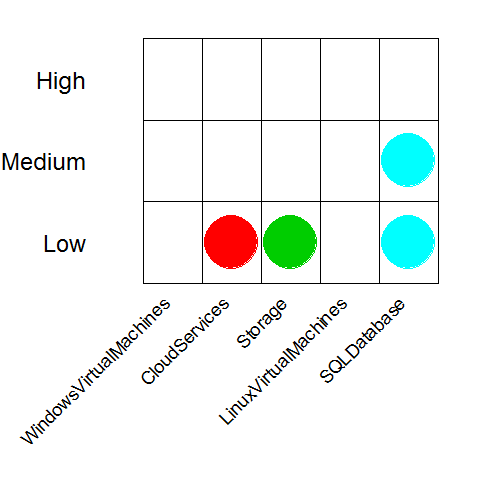 High
Medium
Low
WindowsVirtualMachines
CloudServices
Storage
LinuxVirtualMachines
SQLDatabase